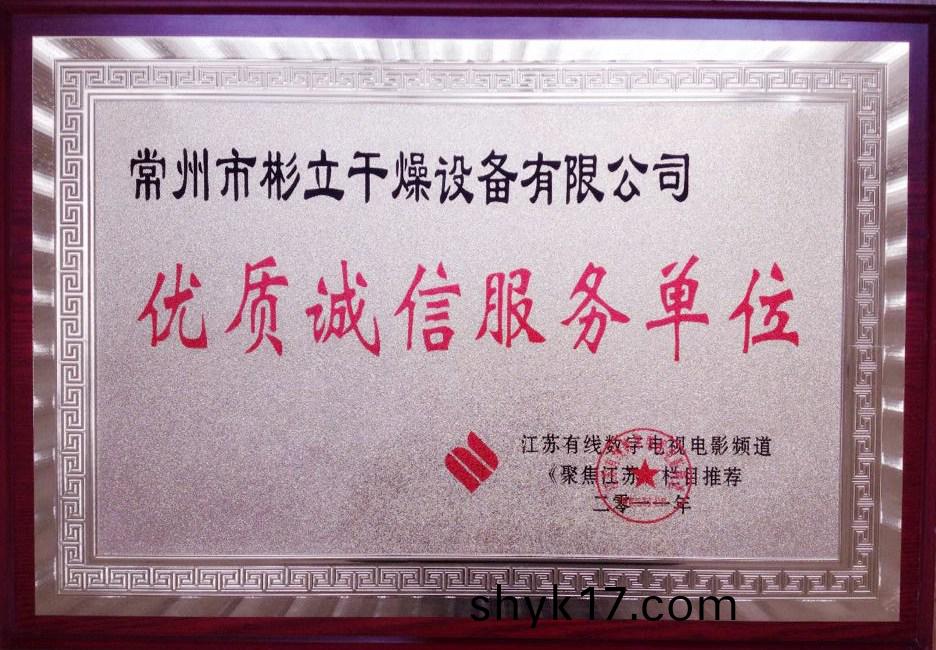 常州市彬立干燥设备有限公司
优质诚信服务单位
江苏有线数字电视电影频道
《聚焦江苏》栏目推荐
二零一一年
shyk17.com